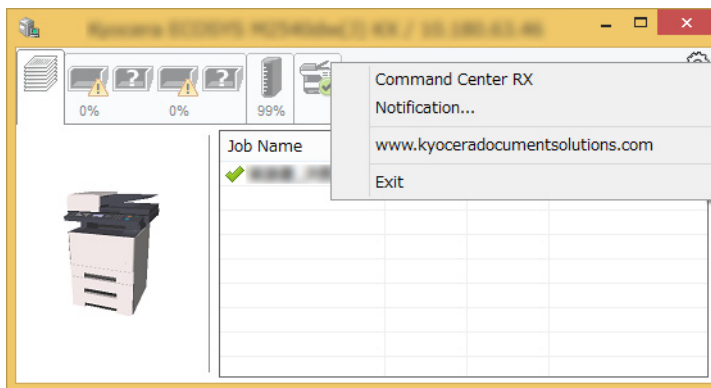 0%
0%
99%
Command Center RX
Notification...
www.kyoceradocumentsolutions.com
Exit
Job Name